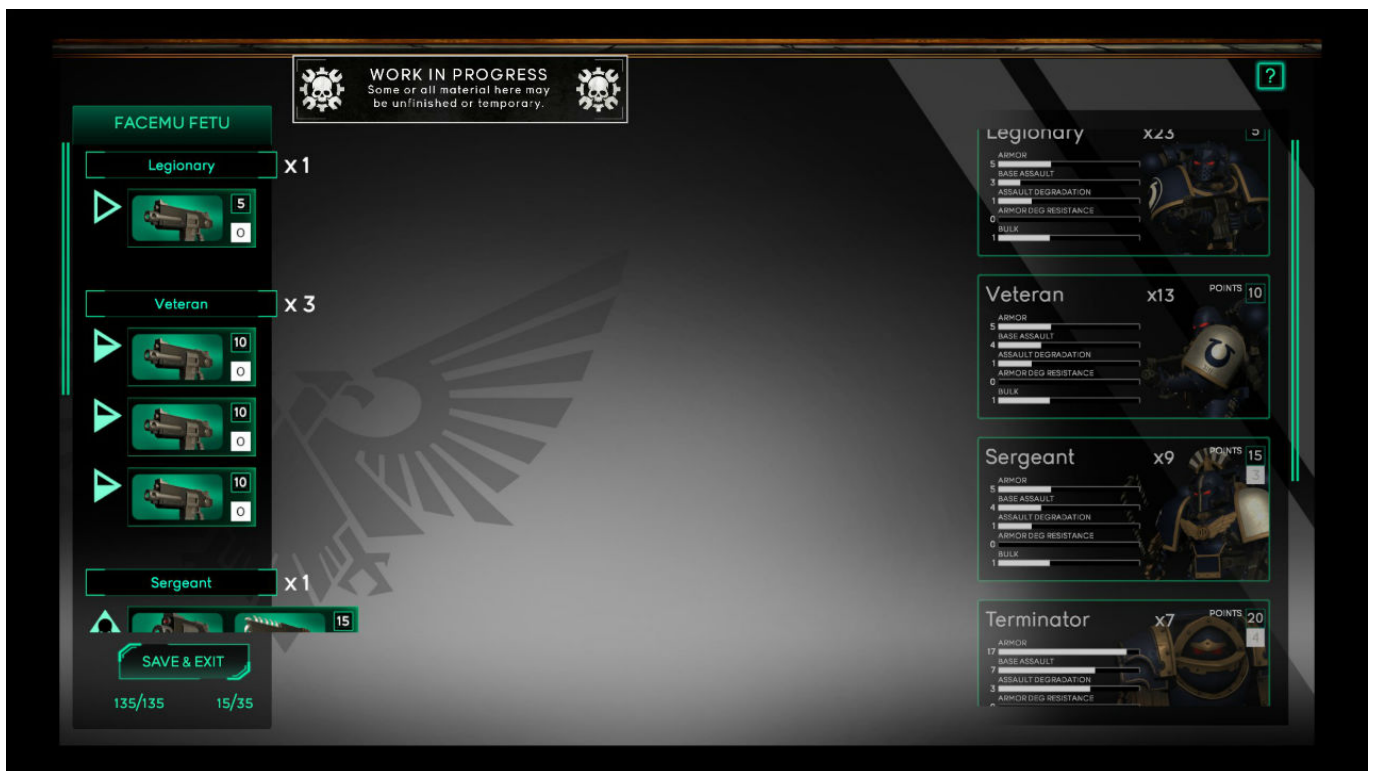 WORK IN PROGRESS
Some or all material here may
be unfinished or temporary.
?
FACEMU FETU
Legionary x 1
5
0
Veteran x 3
10
0
10
0
10
0
Sergeant x 1
15
SAVE & EXIT
135/135 15/35
Legionary x23 5
ARMOR
5
BASE ASSAULT
3
ASSAULT DEGRADATION
1
ARMOR DEG RESISTANCE
0
BULK
1
Veteran x13 POINTS 10
ARMOR
5
BASE ASSAULT
4
ASSAULT DEGRADATION
1
ARMOR DEG RESISTANCE
0
BULK
1
Sergeant x9 POINTS 15
3
ARMOR
5
BASE ASSAULT
4
ASSAULT DEGRADATION
1
ARMOR DEG RESISTANCE
0
BULK
1
Terminator x7 POINTS 20
4
ARMOR
17
BASE ASSAULT
7
ASSAULT DEGRADATION
3
ARMOR DEG RESISTANCE